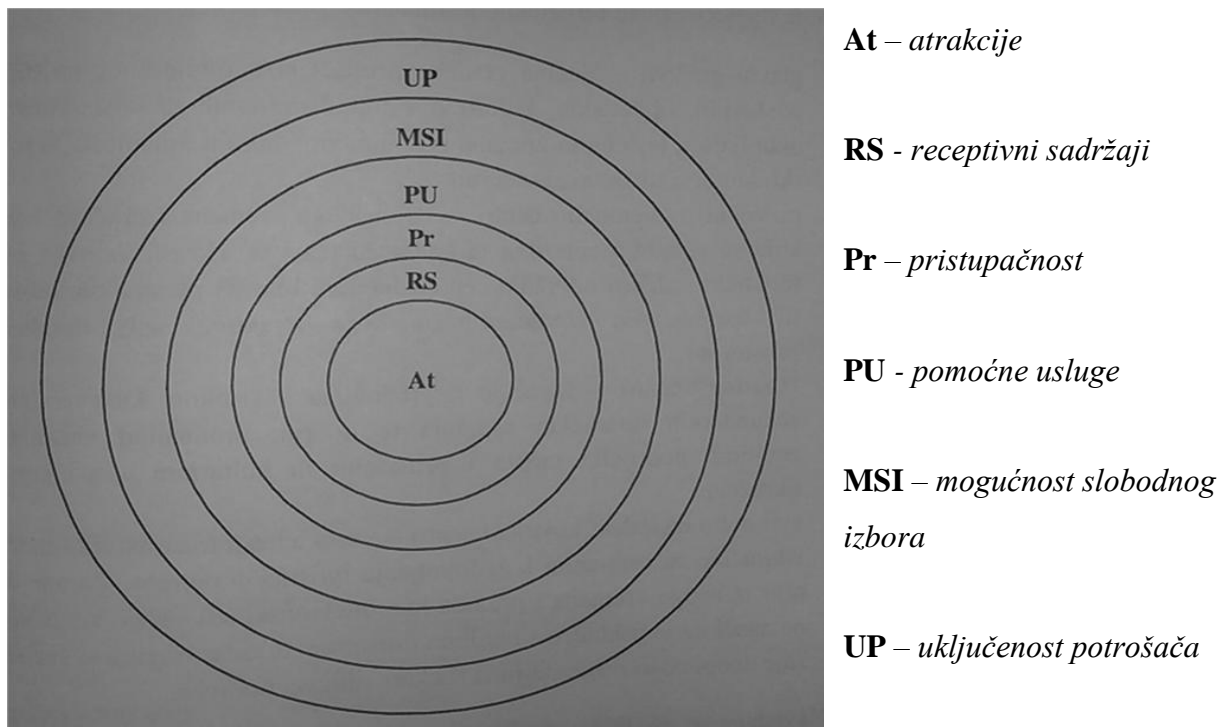 UP
MSI
PU
Pr
RS
At
At – atrakcije
RS - receptivni sadržaji
Pr – pristupačnost
PU - pomoćne usluge
MSI – mogućnost slobodnog
izbora
UP – uključenost potrošača